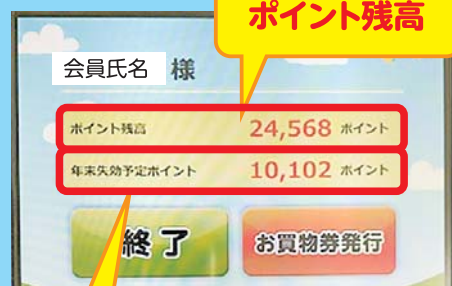 ポイント残高
会員氏名 様
ポイント残高 24,568 ポイント
年末失効予定ポイント 10,102 ポイント
終了 お買物券発行